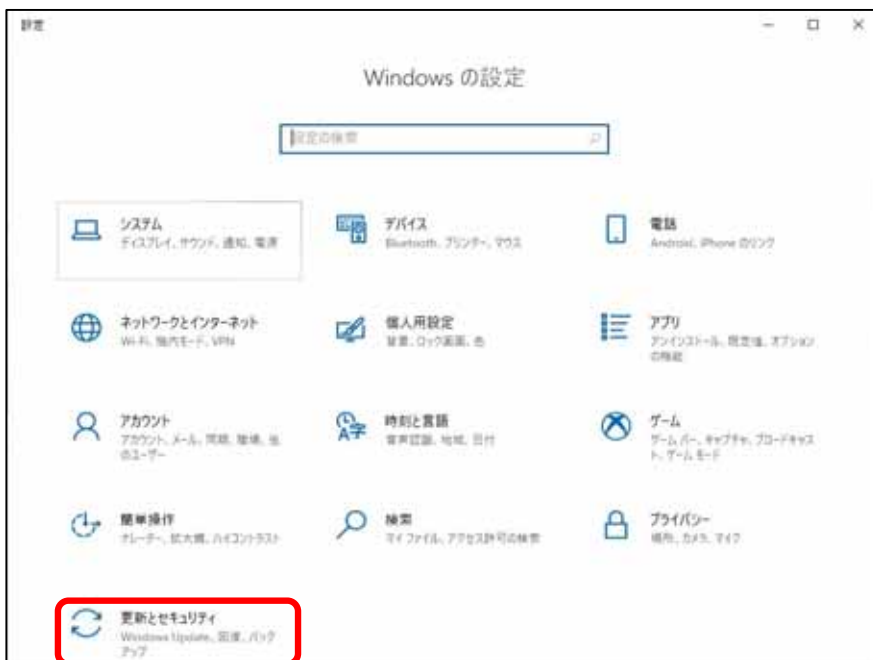 設定
Windows の設定
設定の検索
システム
ディスプレイ、サウンド、通知、電源
デバイス
Bluetooth、プリンター、マウス
電話
Android、iPhone のリンク
ネットワークとインターネット
Wi-Fi、機内モード、VPN
個人用設定
背景、ロック画面、色
アプリ
アンインストール、既定値、オプション
の機能
アカウント
アカウント、メール、同期、職場、他
のユーザー
時刻と言語
音声認識、地域、日付
ゲーム
ゲーム バー、キャプチャ、ブロードキャス
ト、ゲーム モード
簡単操作
ナレーター、拡大鏡、ハイコントラスト
検索
マイ ファイル、アクセス許可の検索
プライバシー
場所、カメラ、マイク
更新とセキュリティ
Windows Update、回復、バック
アップ